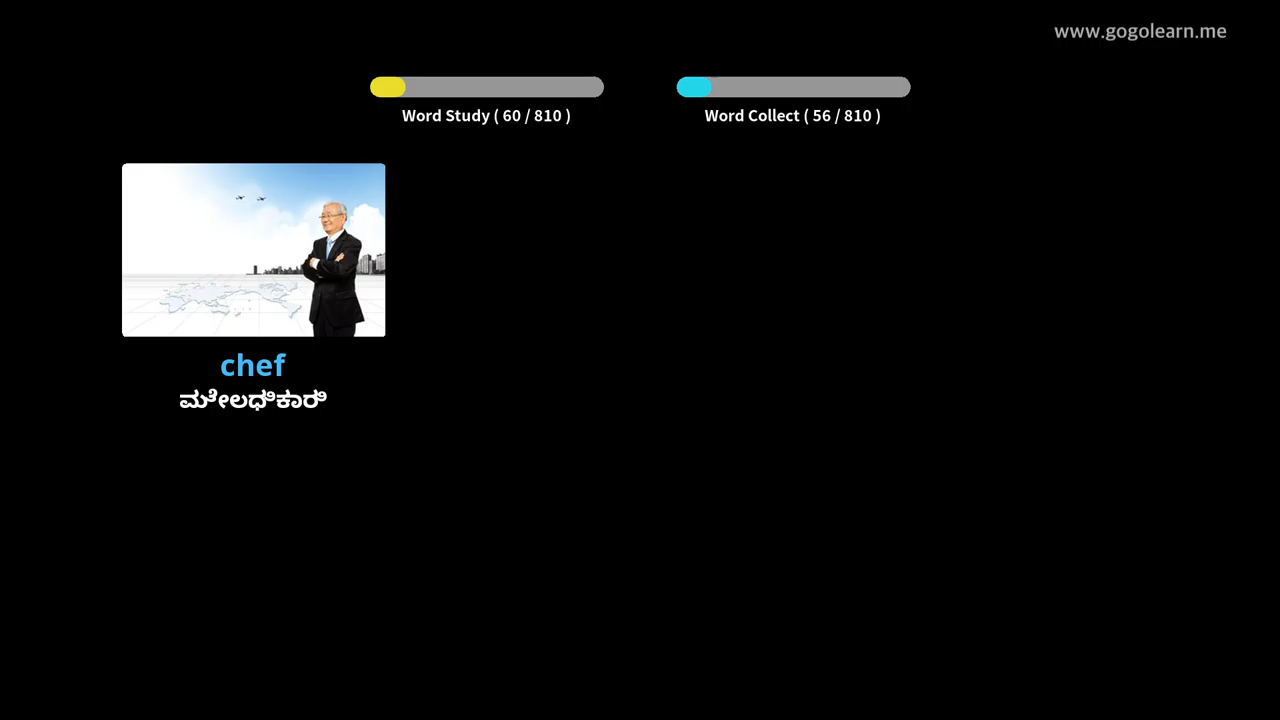 www.gogolearn.me
Word Study ( 60 / 810 )
Word Collect ( 56 / 810 )
chef
ಮೇಲಧಿಕಾರಿ